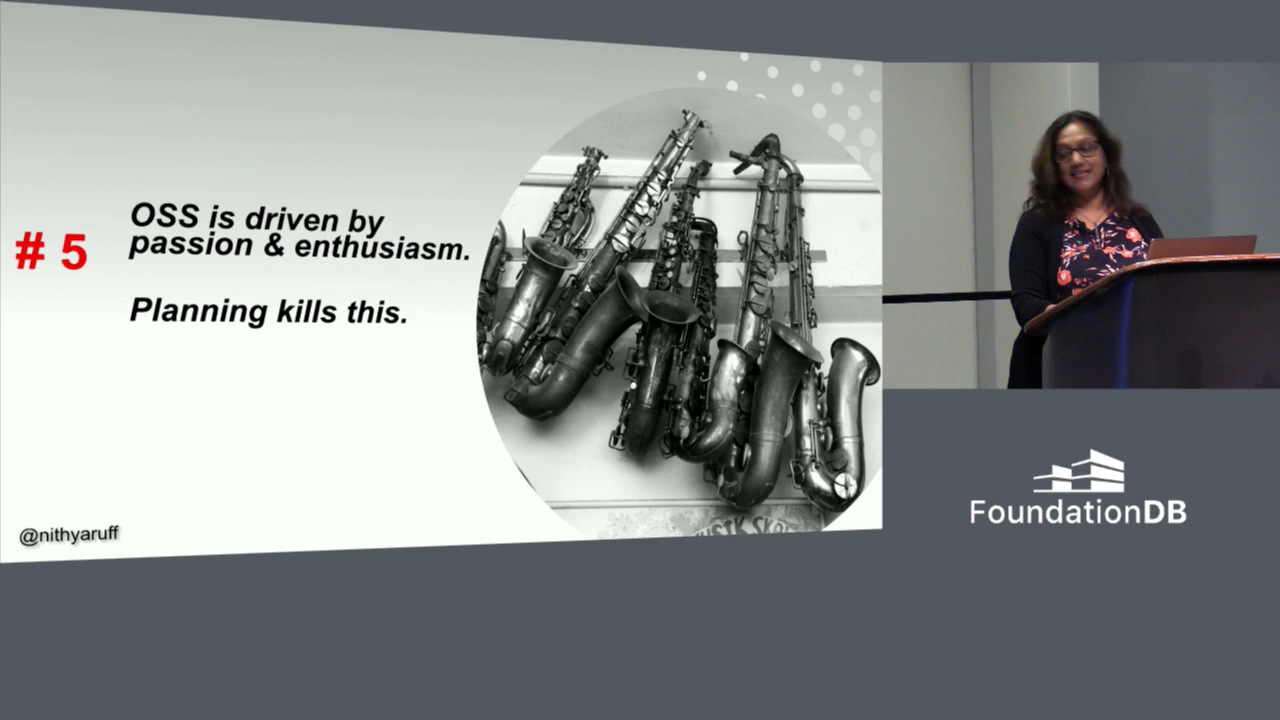 # 5
OSS is driven by
passion & enthusiasm.
Planning kills this.
@nithyaruff
FoundationDB